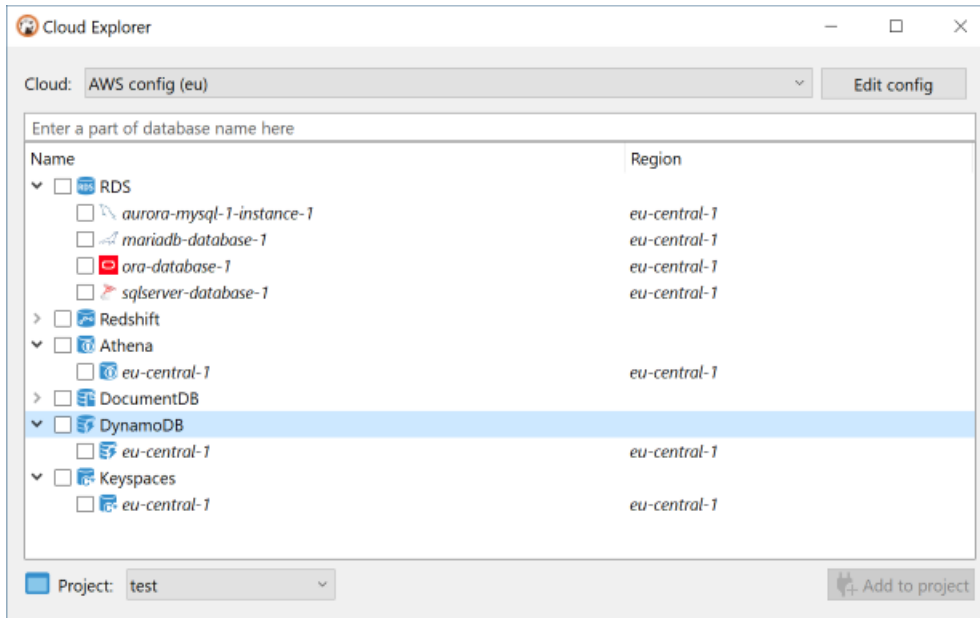 Cloud Explorer
Cloud: AWS config (eu) Edit config
Enter a part of database name here
Name Region
RDS
aurora-mysql-1-instance-1 eu-central-1
mariadb-database-1 eu-central-1
ora-database-1 eu-central-1
sqlserver-database-1 eu-central-1
Redshift
Athena
eu-central-1 eu-central-1
DocumentDB
DynamoDB
eu-central-1 eu-central-1
Keyspaces
eu-central-1 eu-central-1
Project: test Add to project